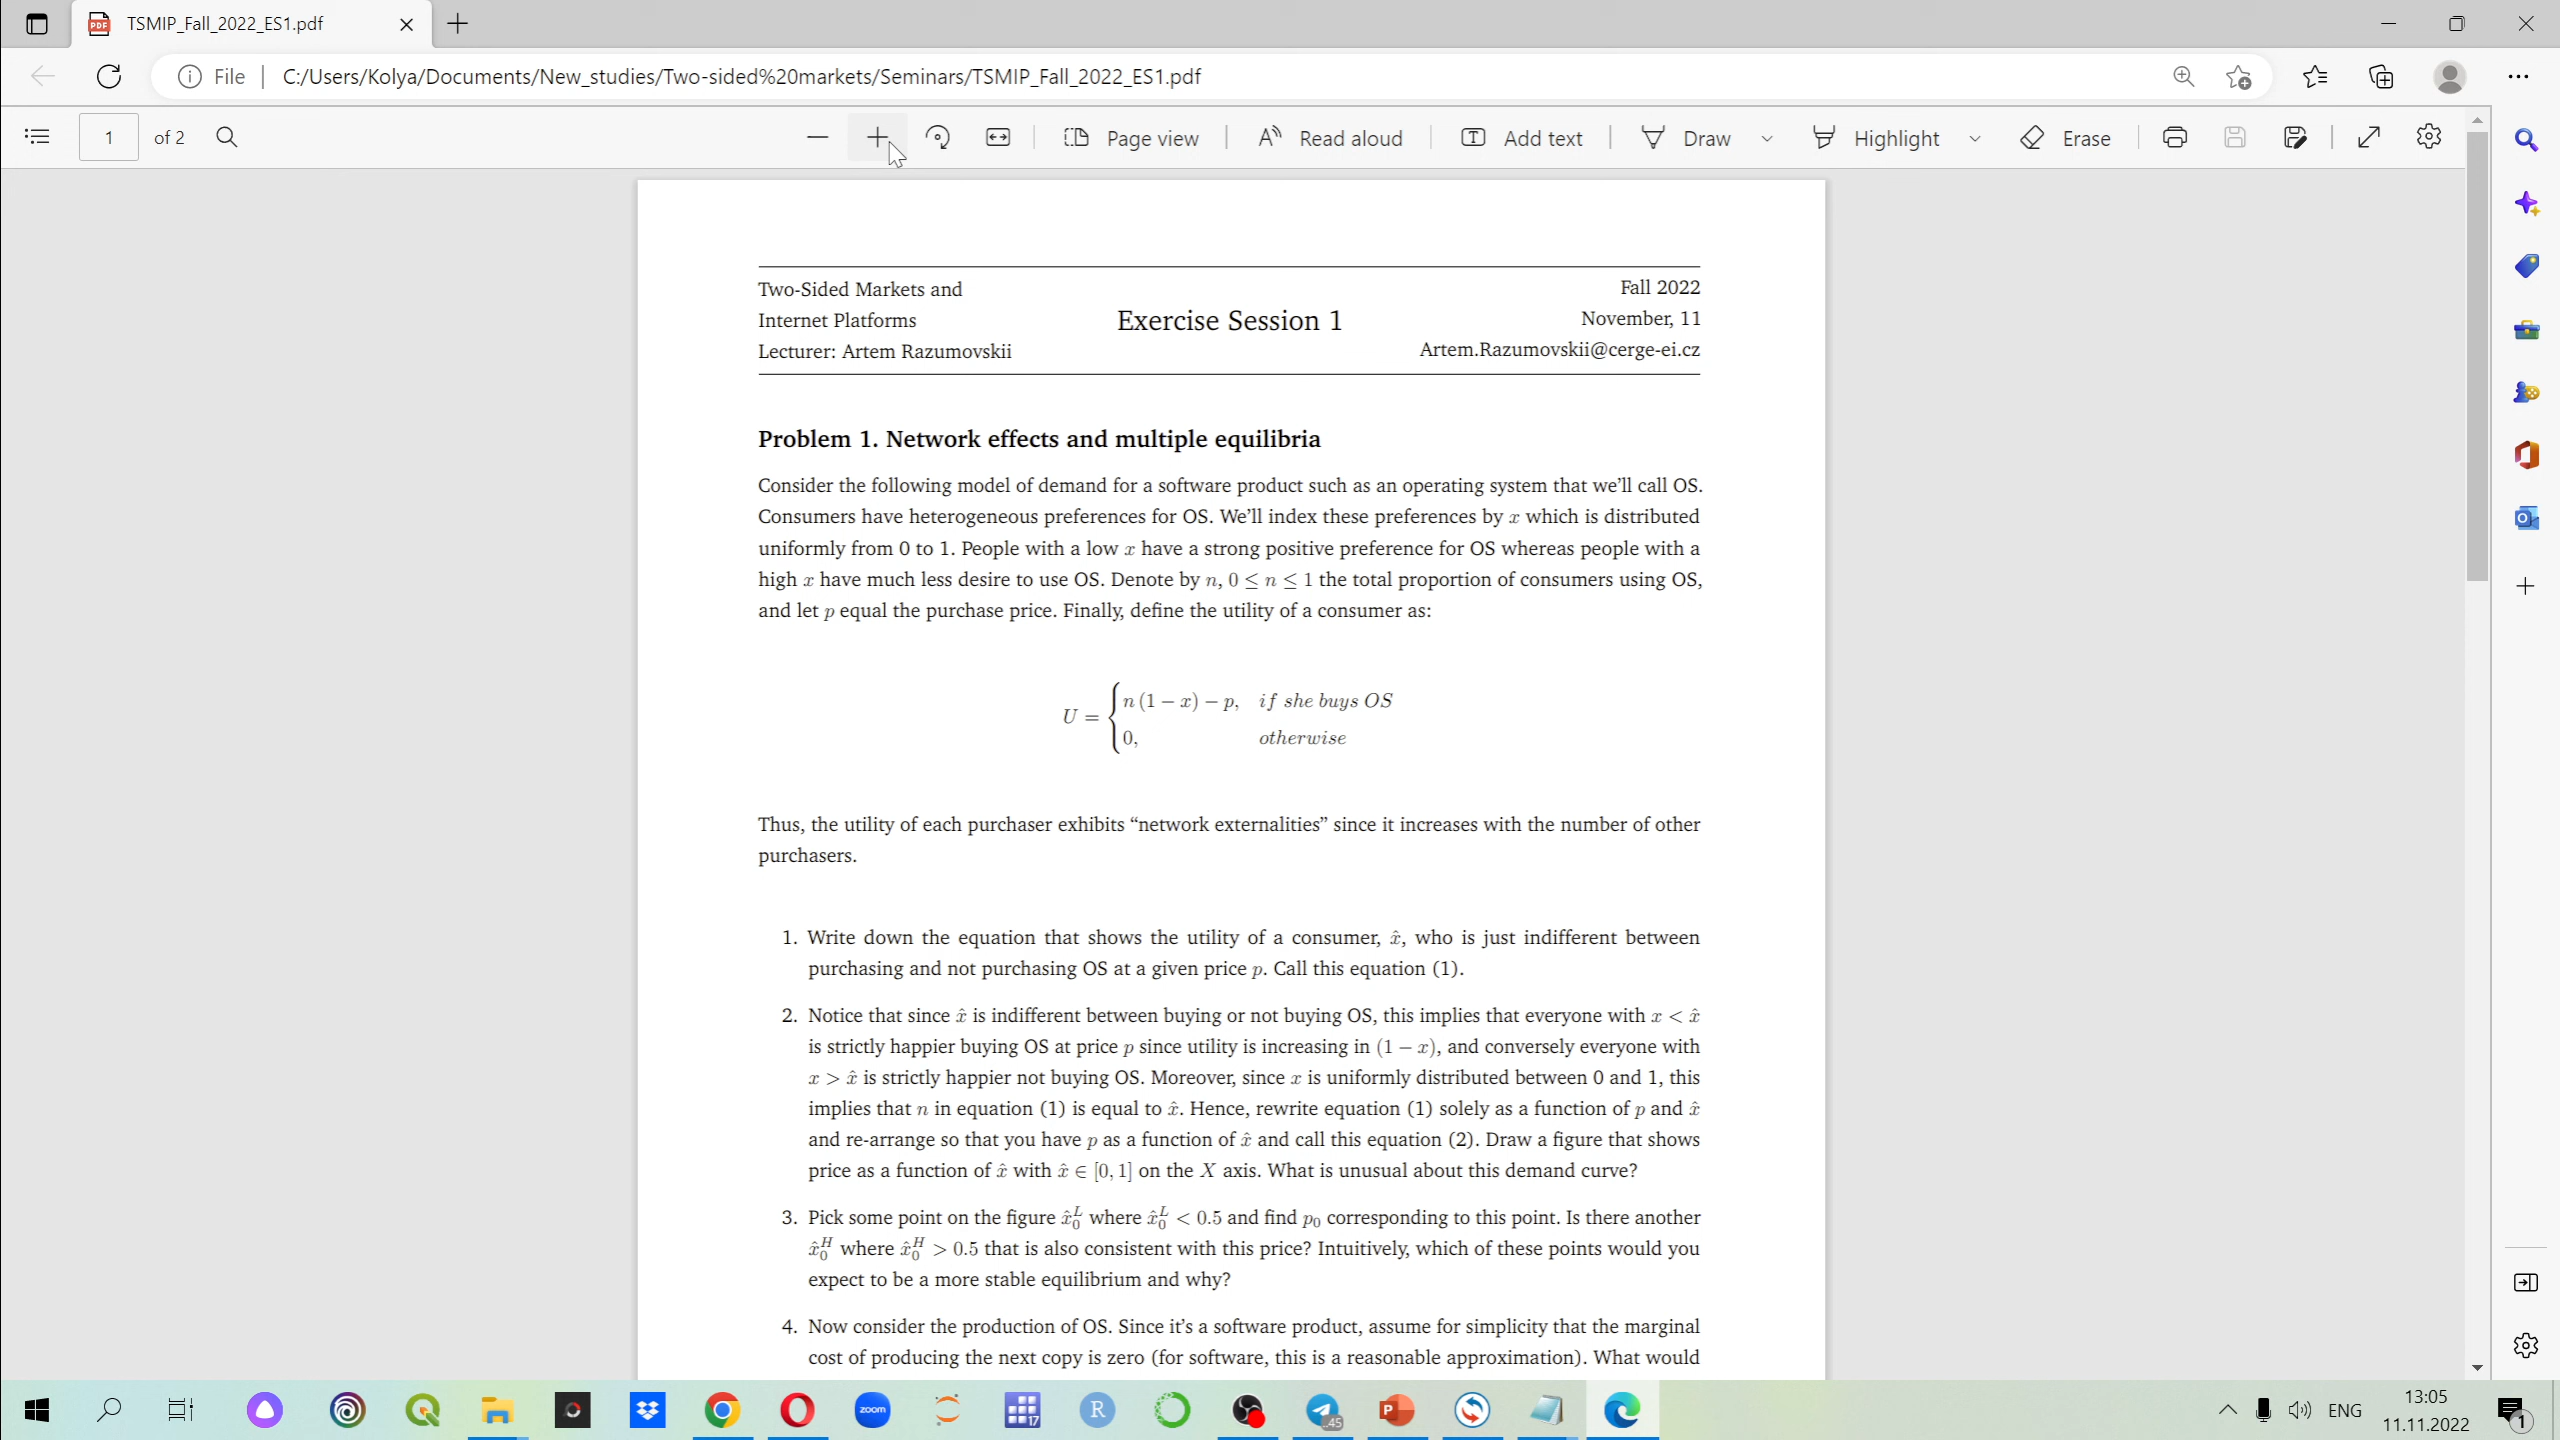 TSMIP_Fall_2022_ES1.pdf
File C:/Users/Kolya/Documents/New_studies/Two-sided%20markets/Seminars/TSMIP_Fall_2022_ES1.pdf
1 of 2 Page view Read aloud Add text Draw Highlight Erase
Two-Sided Markets and
Internet Platforms
Lecturer: Artem Razumovskii
Exercise Session 1
Fall 2022
November, 11
Artem.Razumovskii@cerge-ei.cz
Problem 1. Network effects and multiple equilibria
Consider the following model of demand for a software product such as an operating system that we'll call OS.
Consumers have heterogeneous preferences for OS. We'll index these preferences by x which is distributed
uniformly from 0 to 1. People with a low x have a strong positive preference for OS whereas people with a
high x have much less desire to use OS. Denote by n, 0 ≤ n ≤ 1 the total proportion of consumers using OS,
and let p equal the purchase price. Finally, define the utility of a consumer as:
U = { n (1 − x) − p, if she buys OS
0, otherwise
Thus, the utility of each purchaser exhibits “network externalities” since it increases with the number of other
purchasers.
1. Write down the equation that shows the utility of a consumer, x̂, who is just indifferent between
purchasing and not purchasing OS at a given price p. Call this equation (1).
2. Notice that since x̂ is indifferent between buying or not buying OS, this implies that everyone with x < x̂
is strictly happier buying OS at price p since utility is increasing in (1 − x), and conversely everyone with
x > x̂ is strictly happier not buying OS. Moreover, since x is uniformly distributed between 0 and 1, this
implies that n in equation (1) is equal to x̂. Hence, rewrite equation (1) solely as a function of p and x̂
and re-arrange so that you have p as a function of x̂ and call this equation (2). Draw a figure that shows
price as a function of x̂ with x̂ ∈ [0, 1] on the X axis. What is unusual about this demand curve?
3. Pick some point on the figure x̂₀ᴸ where x̂₀ᴸ < 0.5 and find p₀ corresponding to this point. Is there another
x̂₀ᴴ where x̂₀ᴴ > 0.5 that is also consistent with this price? Intuitively, which of these points would you
expect to be a more stable equilibrium and why?
4. Now consider the production of OS. Since it's a software product, assume for simplicity that the marginal
cost of producing the next copy is zero (for software, this is a reasonable approximation). What would
zoom
17
R
..45
P
ENG
13:05
11.11.2022
1